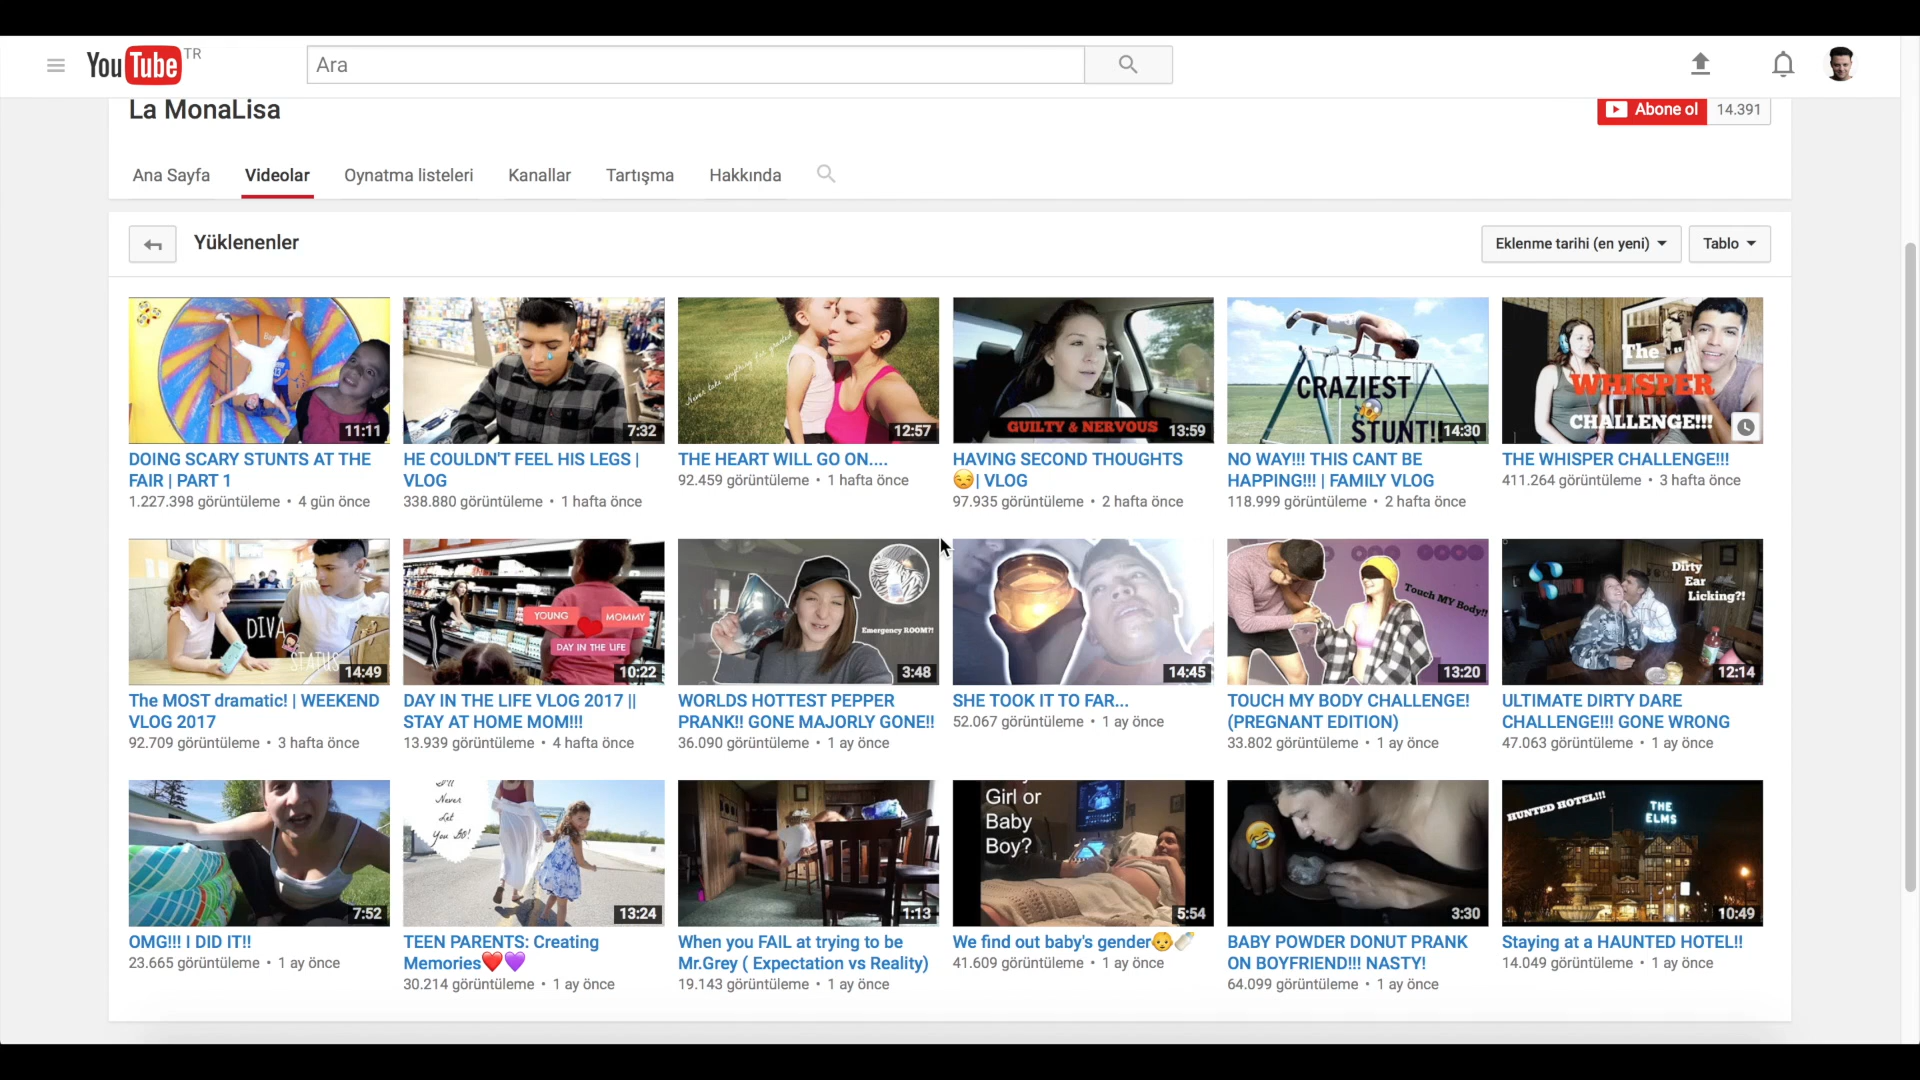 YouTube TR
Ara
La MonaLisa
Abone ol 14.391
Ana Sayfa Videolar Oynatma listeleri Kanallar Tartışma Hakkında
Yüklenenler
Eklenme tarihi (en yeni) Tablo
11:11
7:32
Never take anything for granted
12:57
GUILTY & NERVOUS 13:59
CRAZIEST
STUNT!! 14:30
The
WHISPER
CHALLENGE!!!
DOING SCARY STUNTS AT THE
FAIR | PART 1
1.227.398 görüntüleme • 4 gün önce
HE COULDN'T FEEL HIS LEGS |
VLOG
338.880 görüntüleme • 1 hafta önce
THE HEART WILL GO ON....
92.459 görüntüleme • 1 hafta önce
HAVING SECOND THOUGHTS
😒| VLOG
97.935 görüntüleme • 2 hafta önce
NO WAY!!! THIS CANT BE
HAPPING!!! | FAMILY VLOG
118.999 görüntüleme • 2 hafta önce
THE WHISPER CHALLENGE!!!
411.264 görüntüleme • 3 hafta önce
DIVA
STATUS
14:49
YOUNG MOMMY
DAY IN THE LIFE
10:22
Emergency ROOM?!
3:48
14:45
Touch MY Body!!
13:20
Dirty
Ear
Licking?!
12:14
The MOST dramatic! | WEEKEND
VLOG 2017
92.709 görüntüleme • 3 hafta önce
DAY IN THE LIFE VLOG 2017 ||
STAY AT HOME MOM!!!
13.939 görüntüleme • 4 hafta önce
WORLDS HOTTEST PEPPER
PRANK!! GONE MAJORLY GONE!!
36.090 görüntüleme • 1 ay önce
SHE TOOK IT TO FAR...
52.067 görüntüleme • 1 ay önce
TOUCH MY BODY CHALLENGE!
(PREGNANT EDITION)
33.802 görüntüleme • 1 ay önce
ULTIMATE DIRTY DARE
CHALLENGE!!! GONE WRONG
47.063 görüntüleme • 1 ay önce
7:52
I'll
Never
Let
You GO!
13:24
1:13
Girl or
Baby
Boy?
5:54
3:30
HUNTED HOTEL!!!
THE
ELMS
10:49
OMG!!! I DID IT!!
23.665 görüntüleme • 1 ay önce
TEEN PARENTS: Creating
Memories❤️💜
30.214 görüntüleme • 1 ay önce
When you FAIL at trying to be
Mr.Grey ( Expectation vs Reality)
19.143 görüntüleme • 1 ay önce
We find out baby's gender👶🍼
41.609 görüntüleme • 1 ay önce
BABY POWDER DONUT PRANK
ON BOYFRIEND!!! NASTY!
64.099 görüntüleme • 1 ay önce
Staying at a HAUNTED HOTEL!!
14.049 görüntüleme • 1 ay önce